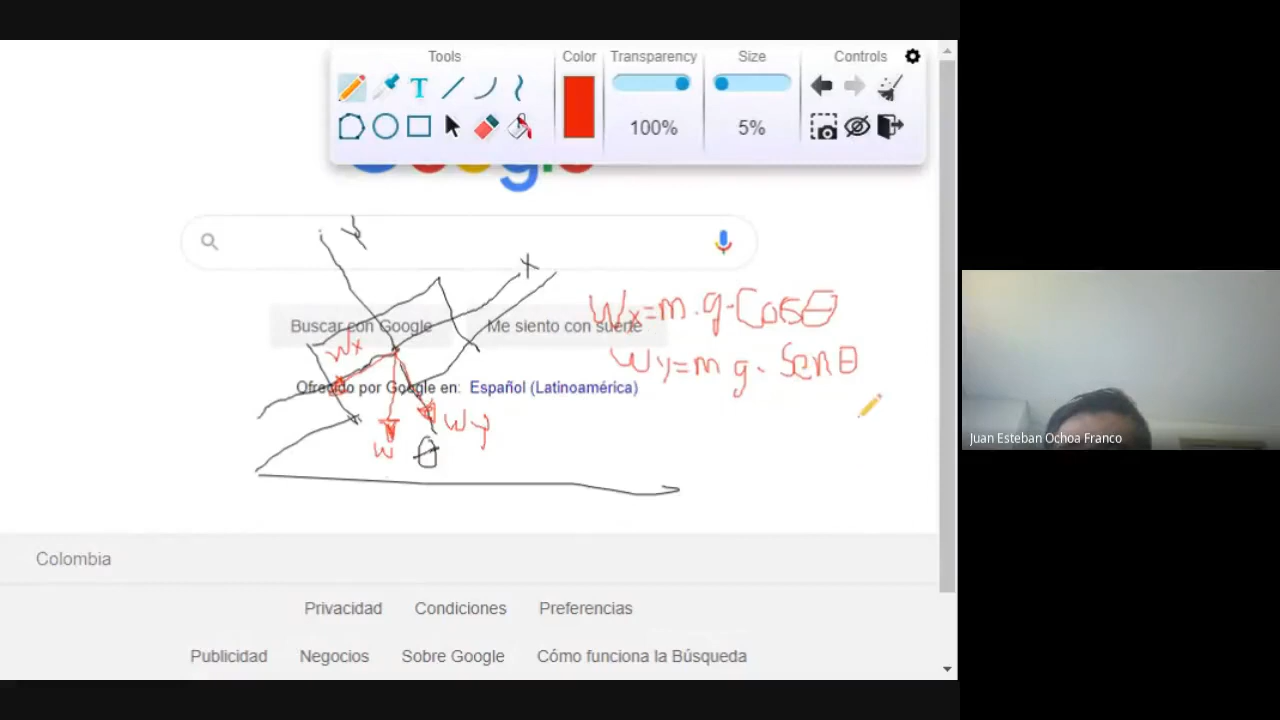 Tools
Color
Transparency
Size
Controls
T
100%
5%
Google
y
x
Wx=m.g.Cosθ
Buscar con Google
Me siento con suerte
Wx
Wy=mg.Senθ
Ofrecido por Google en: Español (Latinoamérica)
Wy
W
θ
Juan Esteban Ochoa Franco
Colombia
Privacidad
Condiciones
Preferencias
Publicidad
Negocios
Sobre Google
Cómo funciona la Búsqueda